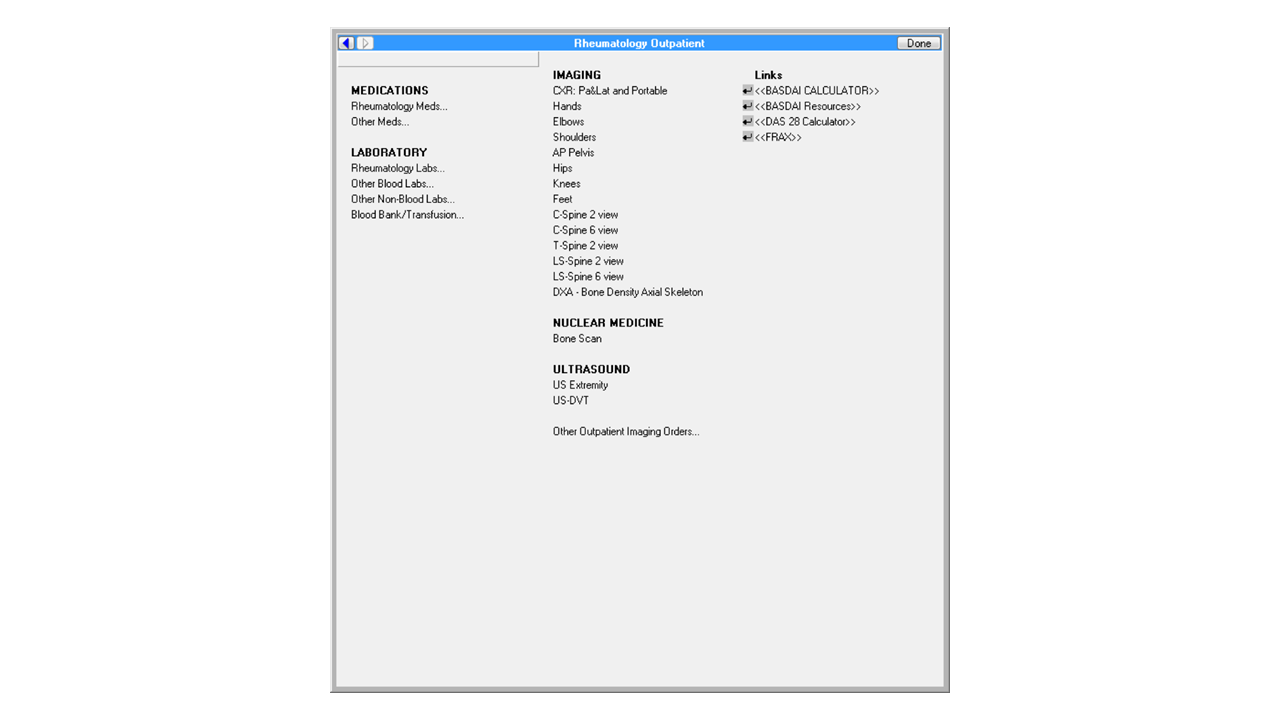 Rheumatology Outpatient
Done
MEDICATIONS
Rheumatology Meds...
Other Meds...
LABORATORY
Rheumatology Labs...
Other Blood Labs...
Other Non-Blood Labs...
Blood Bank/Transfusion...
IMAGING
CXR: Pa&Lat and Portable
Hands
Elbows
Shoulders
AP Pelvis
Hips
Knees
Feet
C-Spine 2 view
C-Spine 6 view
T-Spine 2 view
LS-Spine 2 view
LS-Spine 6 view
DXA - Bone Density Axial Skeleton
NUCLEAR MEDICINE
Bone Scan
ULTRASOUND
US Extremity
US-DVT
Other Outpatient Imaging Orders...
Links
<<BASDAI CALCULATOR>>
<<BASDAI Resources>>
<<DAS 28 Calculator>>
<<FRAX>>